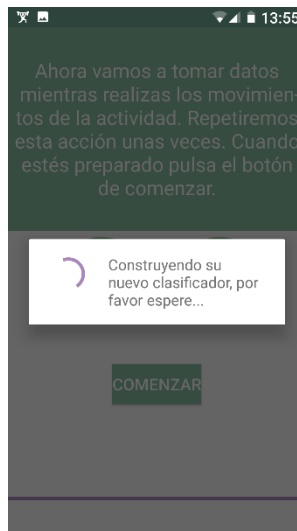 13:55
Ahora vamos a tomar datos
mientras realizas los movimien-
tos de la actividad. Repetiremos
esta acción unas veces. Cuando
estés preparado pulsa el botón
de comenzar.
Construyendo su
nuevo clasificador, por
favor espere...
COMENZAR